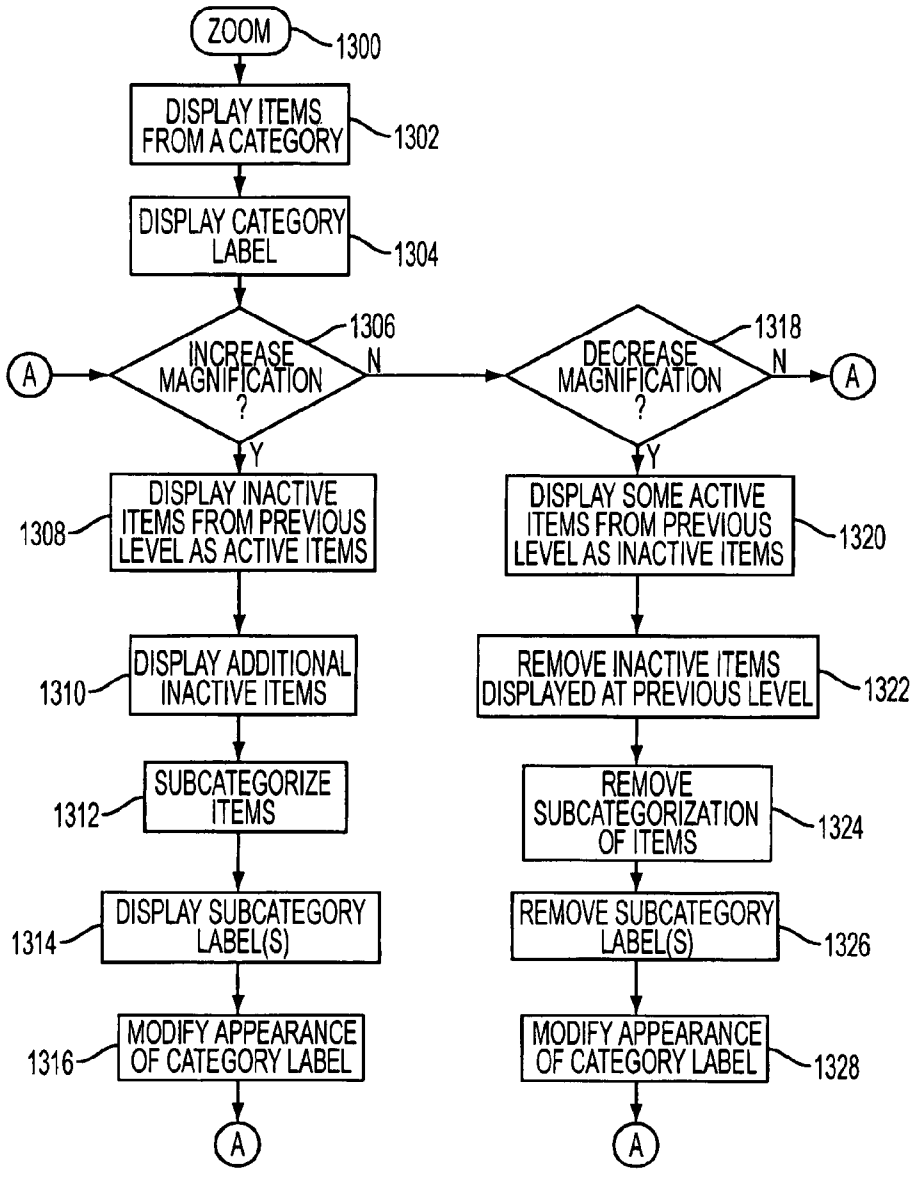 ZOOM
1300
DISPLAY ITEMS
FROM A CATEGORY
1302
DISPLAY CATEGORY
LABEL
1304
A
INCREASE
MAGNIFICATION
?
1306
N
Y
DECREASE
MAGNIFICATION
?
1318
N
A
Y
DISPLAY INACTIVE
ITEMS FROM PREVIOUS
LEVEL AS ACTIVE ITEMS
1308
DISPLAY ADDITIONAL
INACTIVE ITEMS
1310
SUBCATEGORIZE
ITEMS
1312
DISPLAY SUBCATEGORY
LABEL(S)
1314
MODIFY APPEARANCE
OF CATEGORY LABEL
1316
A
DISPLAY SOME ACTIVE
ITEMS FROM PREVIOUS
LEVEL AS INACTIVE ITEMS
1320
REMOVE INACTIVE ITEMS
DISPLAYED AT PREVIOUS LEVEL
1322
REMOVE
SUBCATEGORIZATION
OF ITEMS
1324
REMOVE SUBCATEGORY
LABEL(S)
1326
MODIFY APPEARANCE
OF CATEGORY LABEL
1328
A